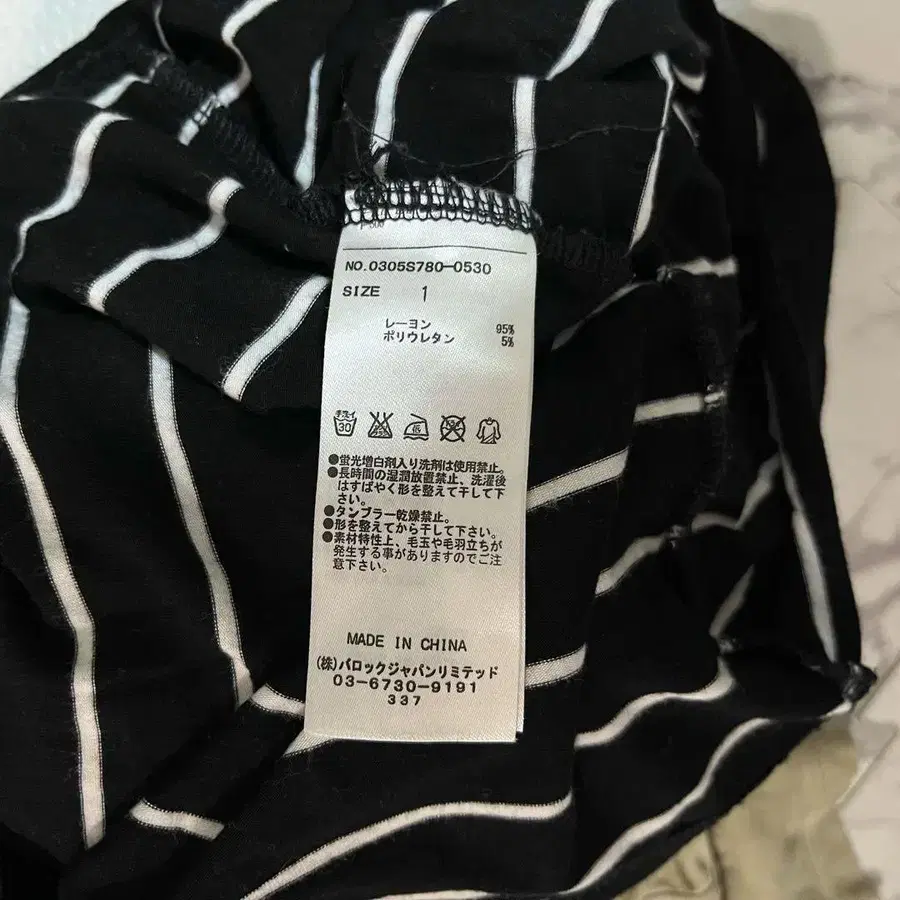 NO.0305S780-0530
SIZE 1
レーヨン 95%
ポリウレタン 5%
手洗イ
30
●蛍光増白剤入り洗剤は使用禁止。
●長時間の湿潤放置禁止、洗濯後
はすばやく形を整えて干して下
さい。
●タンブラー乾燥禁止。
●形を整えてから干して下さい。
●素材特性上、毛玉や毛羽立ちが
発生する事がありますのでご注
意下さい。
MADE IN CHINA
(株)バロックジャパンリミテッド
03-6730-9191
337